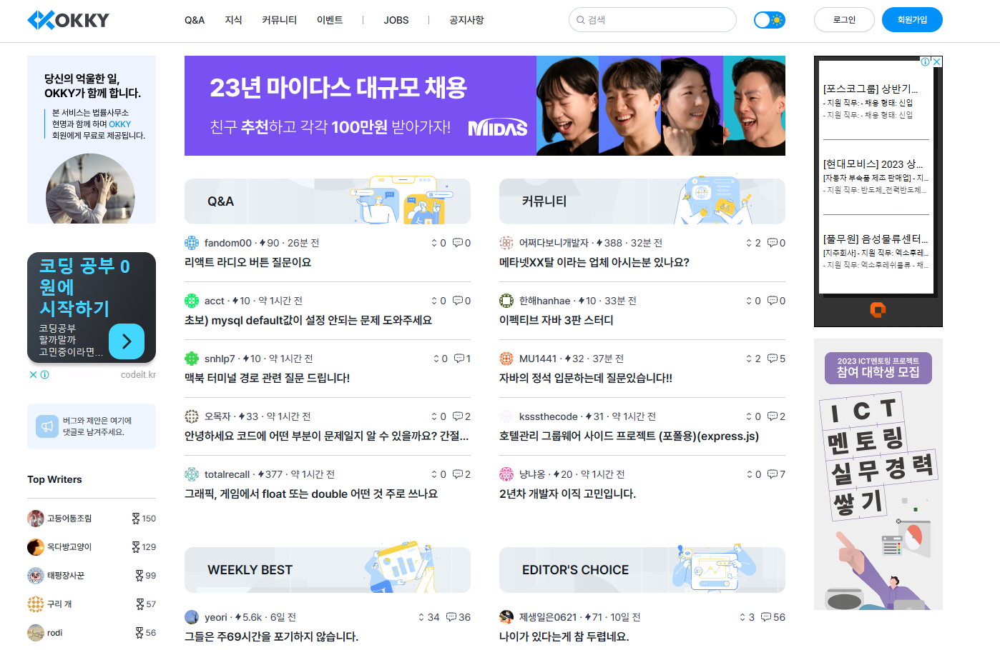 OKKY
Q&A
지식
커뮤니티
이벤트
JOBS
공지사항
검색
로그인
회원가입
당신의 억울한 일,
OKKY가 함께 합니다.
본 서비스는 법률사무소
현명과 함께 하며 OKKY
회원에게 무료로 제공됩니다.
코딩 공부 0
원에
시작하기
코딩공부
할까말까
고민중이라면...
codeit.kr
버그와 제안은 여기에
댓글로 남겨주세요.
Top Writers
고등어통조림 150
옥다방고양이 129
태평장사꾼 99
구리 개 57
rodi 56
23년 마이다스 대규모 채용
친구 추천하고 각각 100만원 받아가자!
MIDAS
Q&A
fandom00 · 90 · 26분 전 0 0
리액트 라디오 버튼 질문이요
acct · 10 · 약 1시간 전 0 0
초보) mysql default값이 설정 안되는 문제 도와주세요
snhlp7 · 10 · 약 1시간 전 0 1
맥북 터미널 경로 관련 질문 드립니다!
오목자 · 33 · 약 1시간 전 0 2
안녕하세요 코드에 어떤 부분이 문제일지 알 수 있을까요? 간절...
totalrecall · 377 · 약 1시간 전 0 2
그래픽, 게임에서 float 또는 double 어떤 것 주로 쓰나요
커뮤니티
어쩌다보니개발자 · 388 · 32분 전 2 0
메타넷XX탈 이라는 업체 아시는분 있나요?
한해hanhae · 10 · 33분 전 0 0
이펙티브 자바 3판 스터디
MU1441 · 32 · 37분 전 2 5
자바의 정석 입문하는데 질문있습니다!!
ksssthecode · 31 · 약 1시간 전 0 2
호텔관리 그룹웨어 사이드 프로젝트 (포폴용)(express.js)
냥냐옹 · 20 · 약 1시간 전 0 7
2년차 개발자 이직 고민입니다.
WEEKLY BEST
yeori · 5.6k · 6일 전 34 36
그들은 주69시간을 포기하지 않습니다.
EDITOR'S CHOICE
제생일은0621 · 71 · 10일 전 3 56
나이가 있다는게 참 두렵네요.
[포스코그룹] 상반기...
- 지원 직무: - 채용 형태: 신입
- 지원 직무: - 채용 형태: 신입
[현대모비스] 2023 상...
[자동차 부속품 제조 판매업] - 지...
- 지원 직무: 반도체_전력반도체...
[풀무원] 음성물류센터...
[지주회사] - 지원 직무: 엑소후레...
- 지원 직무: 엑소후레쉬물류 - 채...
2023 ICT멘토링 프로젝트
참여 대학생 모집
ICT
멘토링
실무경력
쌓기